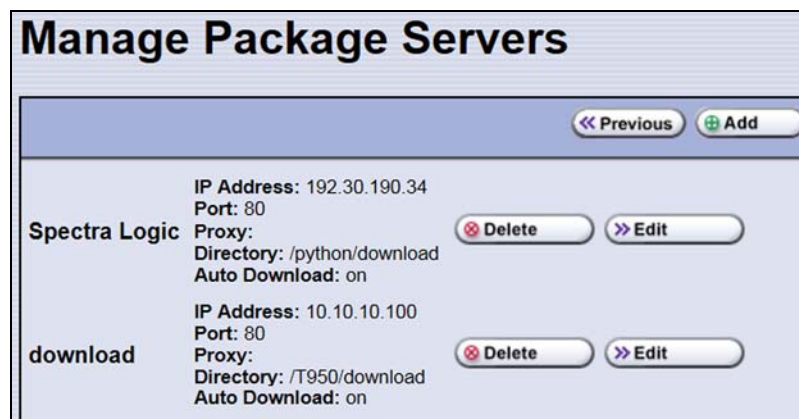 Manage Package Servers
Previous Add
Spectra Logic
IP Address: 192.30.190.34
Port: 80
Proxy:
Directory: /python/download
Auto Download: on
Delete Edit
download
IP Address: 10.10.10.100
Port: 80
Proxy:
Directory: /T950/download
Auto Download: on
Delete Edit